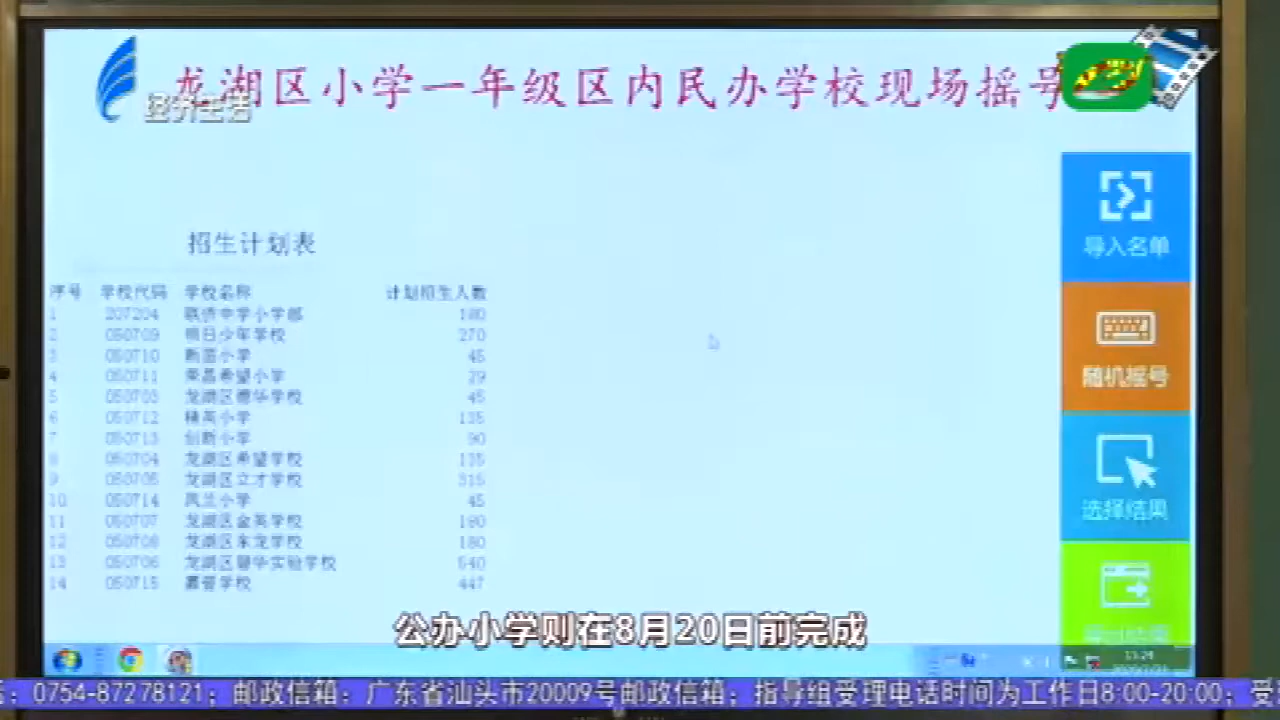 龙湖区小学一年级区内民办学校现场摇号
经济生活
导入名单
招生计划表
序号 学校代码 学校名称 计划招生人数
1 207204 联侨中学小学部 180
2 050709 明日少年学校 270
3 050710 新苗小学 45
4 050711 荣昌希望小学 29
5 050703 龙湖区德华学校 45
6 050712 精英小学 135
7 050713 创新小学 90
8 050704 龙湖区希望学校 135
9 050705 龙湖区立才学校 315
10 050714 凤兰小学 45
11 050707 龙湖区金英学校 180
12 050708 龙湖区东龙学校 180
13 050706 龙湖区 华实验学校 540
14 050715 学校 447
随机摇号
选择结果
公办小学则在8月20日前完成
0754-87278121；邮政信箱：广东省汕头市20009号邮政信箱；指导组受理电话时间为工作日8:00-20:00；受